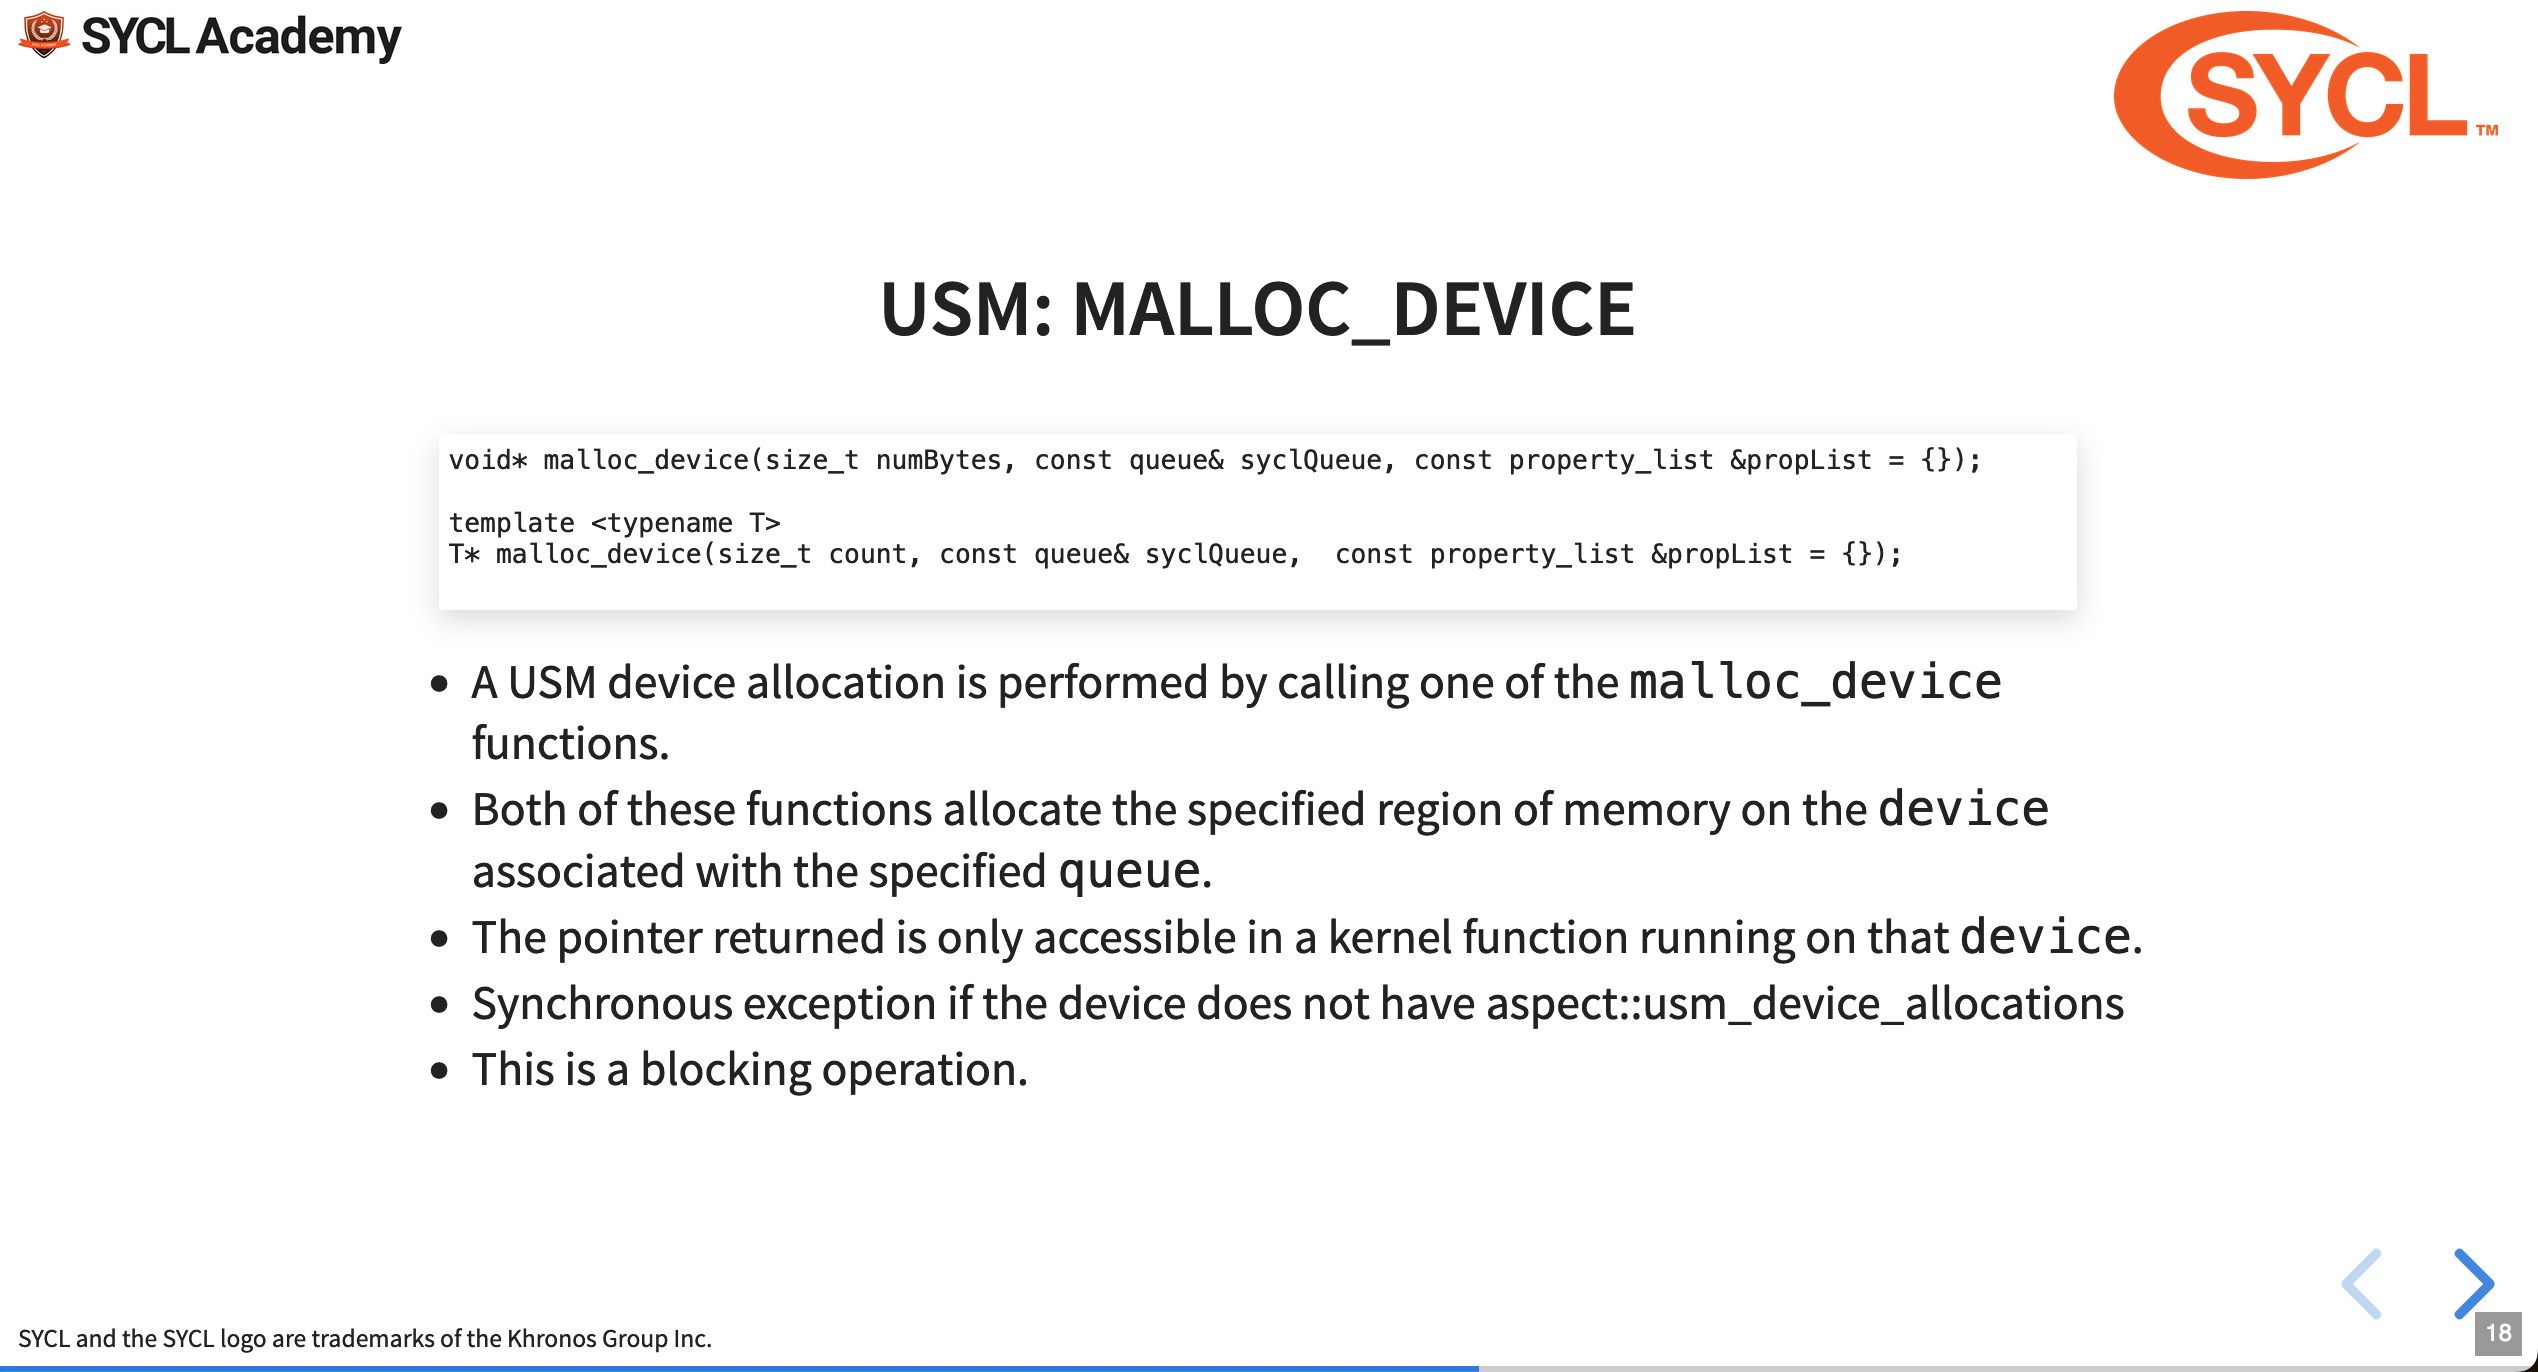 SYCL Academy
SYCL™
USM: MALLOC_DEVICE
void* malloc_device(size_t numBytes, const queue& syclQueue, const property_list &propList = {});
template <typename T>
T* malloc_device(size_t count, const queue& syclQueue,  const property_list &propList = {});
• A USM device allocation is performed by calling one of the malloc_device
functions.
• Both of these functions allocate the specified region of memory on the device
associated with the specified queue.
• The pointer returned is only accessible in a kernel function running on that device.
• Synchronous exception if the device does not have aspect::usm_device_allocations
• This is a blocking operation.
SYCL and the SYCL logo are trademarks of the Khronos Group Inc.
18